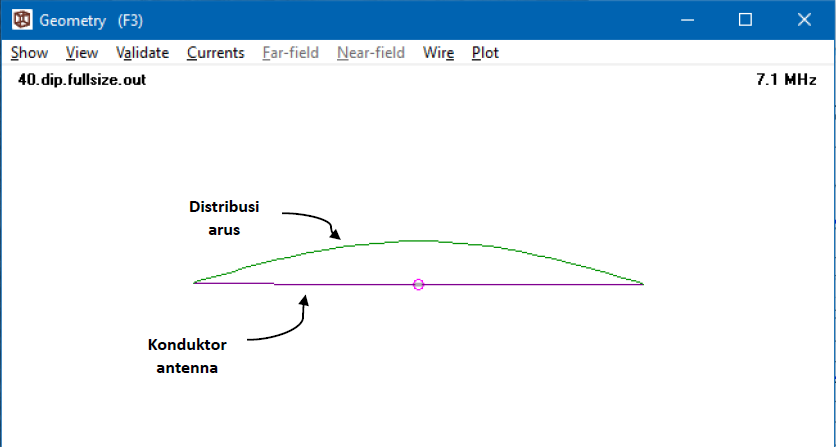 Geometry (F3)
Show View Validate Currents Far-field Near-field Wire Plot
40.dip.fullsize.out 7.1 MHz
Distribusi
arus
Konduktor
antenna